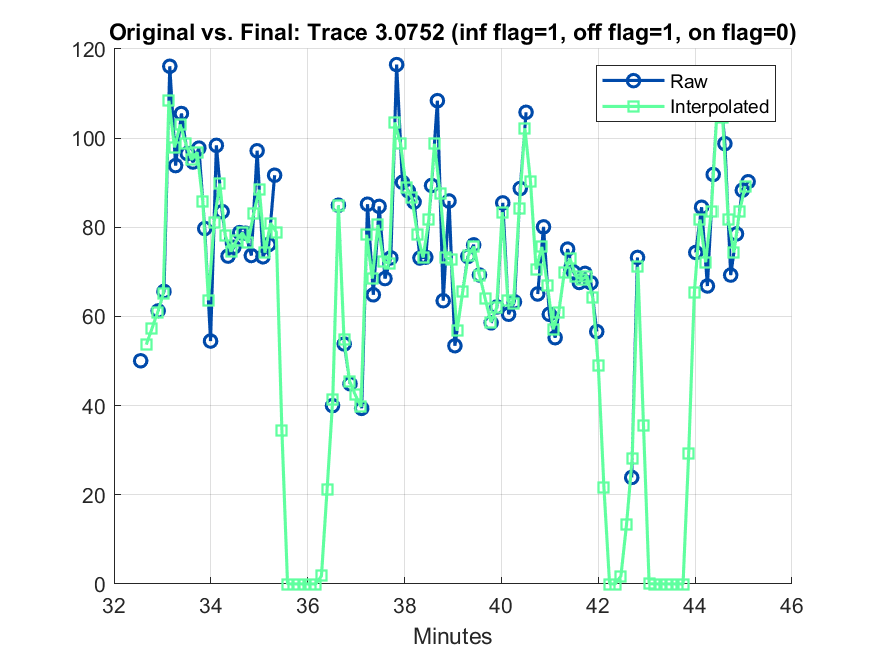 Original vs. Final: Trace 3.0752 (inf flag=1, off flag=1, on flag=0)
120
100
80
60
40
20
0
Raw
Interpolated
32 34 36 38 40 42 44 46
Minutes